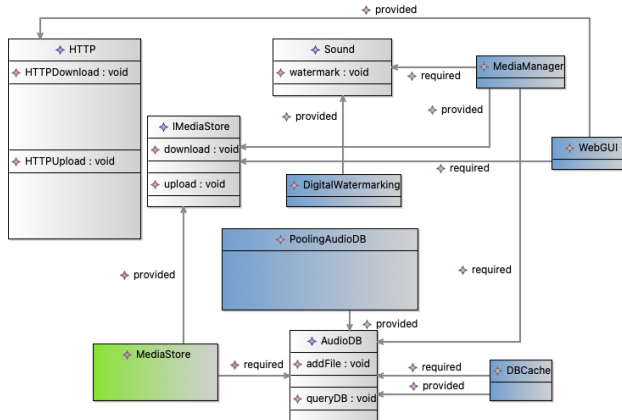 provided
HTTP
HTTPDownload : void
HTTPUpload : void
Sound
watermark : void
MediaManager
required
provided
provided
IMediaStore
download : void
upload : void
WebGUI
required
DigitalWatermarking
PoolingAudioDB
provided
required
provided
AudioDB
addFile : void
queryDB : void
MediaStore
required
required
provided
DBCache